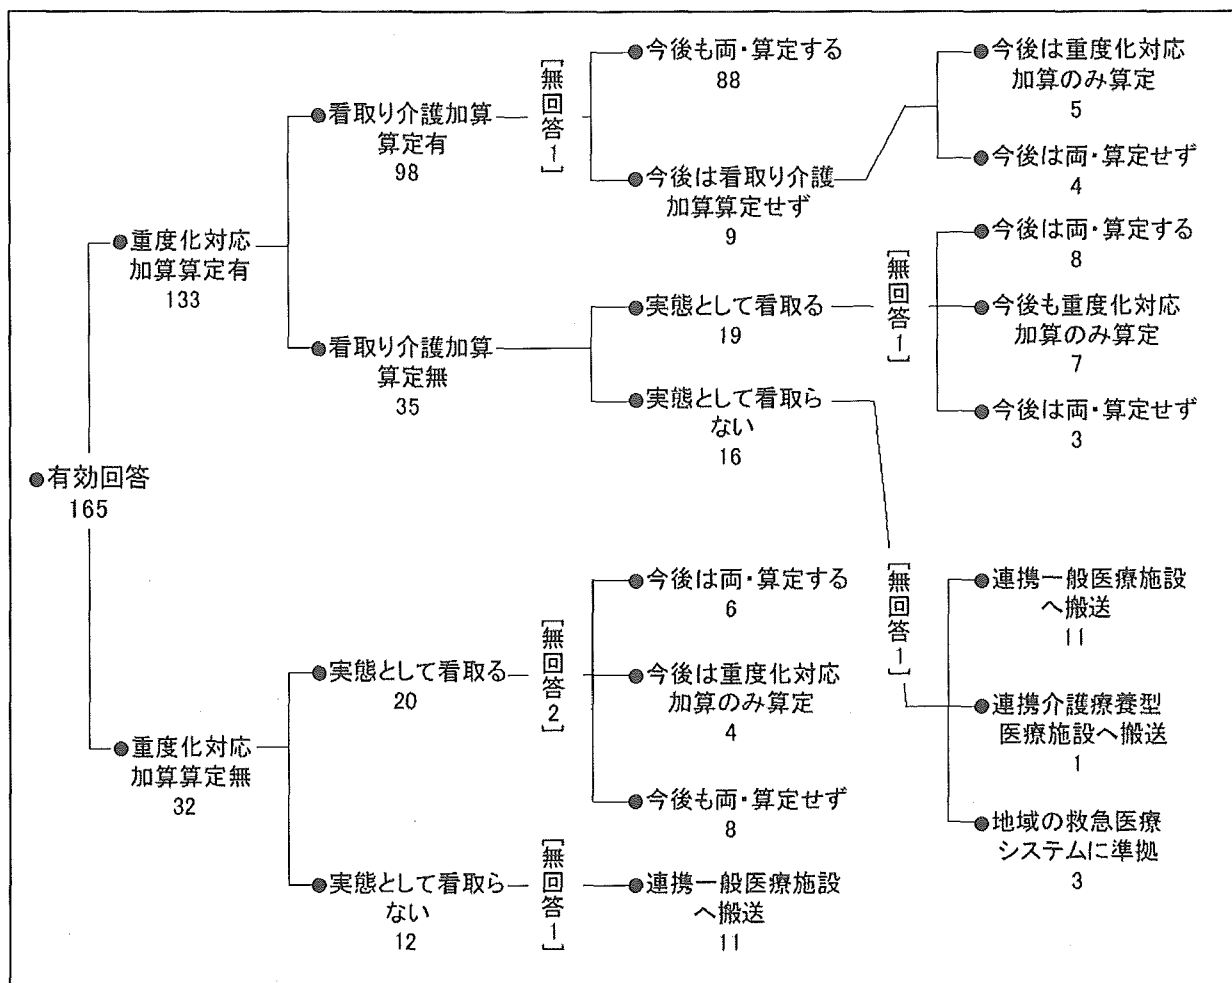 ●有効回答
165
●重度化対応
加算算定有
133
●看取り介護加算
算定有
98
[無回答1]
●今後も両・算定する
88
●今後は看取り介護
加算算定せず
9
●今後は重度化対応
加算のみ算定
5
●今後は両・算定せず
4
●看取り介護加算
算定無
35
●実態として看取る
19
[無回答1]
●今後は両・算定する
8
●今後も重度化対応
加算のみ算定
7
●今後は両・算定せず
3
●実態として看取ら
ない
16
[無回答1]
●連携一般医療施設
へ搬送
11
●連携介護療養型
医療施設へ搬送
1
●地域の救急医療
システムに準拠
3
●重度化対応
加算算定無
32
●実態として看取る
20
[無回答2]
●今後は両・算定する
6
●今後は重度化対応
加算のみ算定
4
●今後も両・算定せず
8
●実態として看取ら
ない
12
[無回答1]
●連携一般医療施設
へ搬送
11